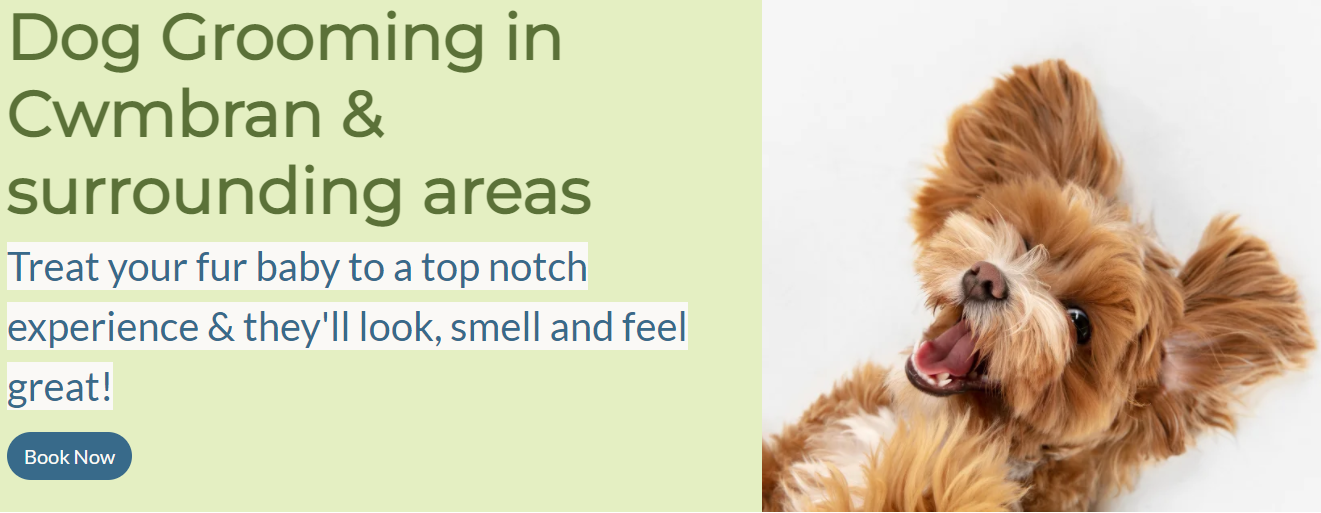 Dog Grooming in
Cwmbran &
surrounding areas
Treat your fur baby to a top notch
experience & they'll look, smell and feel
great!
Book Now